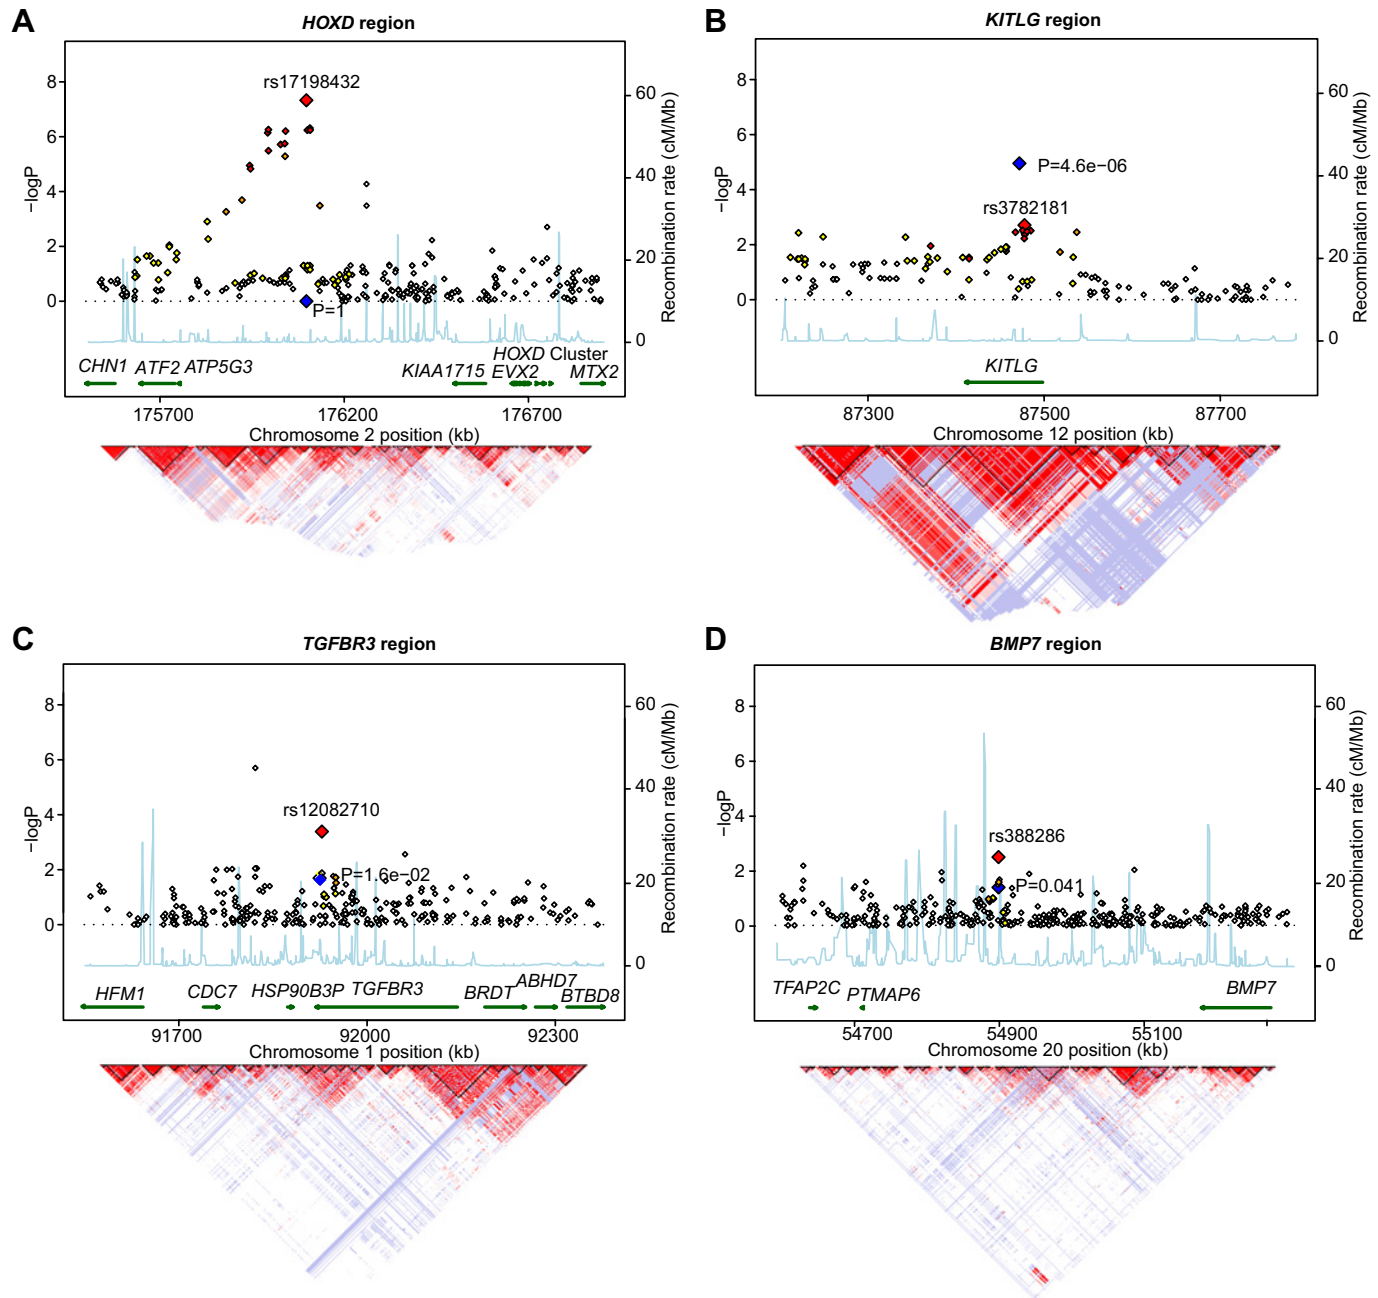 A
HOXD region
rs17198432
P=1
8
6
4
2
0
−logP
60
40
20
0
Recombination rate (cM/Mb)
CHN1
ATF2
ATP5G3
KIAA1715
HOXD Cluster
EVX2
MTX2
175700
176200
176700
Chromosome 2 position (kb)
B
KITLG region
P=4.6e−06
rs3782181
8
6
4
2
0
−logP
60
40
20
0
Recombination rate (cM/Mb)
KITLG
87300
87500
87700
Chromosome 12 position (kb)
C
TGFBR3 region
rs12082710
P=1.6e−02
8
6
4
2
0
−logP
60
40
20
0
Recombination rate (cM/Mb)
HFM1
CDC7
HSP90B3P
TGFBR3
BRDT
ABHD7
BTBD8
91700
92000
92300
Chromosome 1 position (kb)
D
BMP7 region
rs388286
P=0.041
8
6
4
2
0
−logP
60
40
20
0
Recombination rate (cM/Mb)
TFAP2C
PTMAP6
BMP7
54700
54900
55100
Chromosome 20 position (kb)